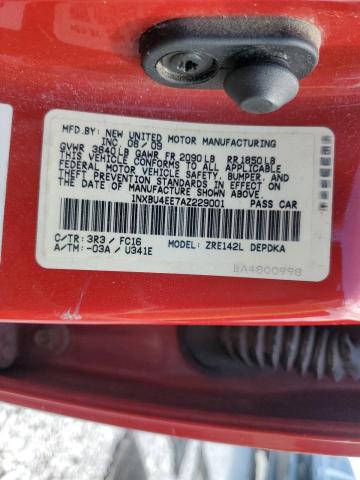 MFD.BY: NEW UNITED MOTOR MANUFACTURING
INC. 08/09
GVWR 3840LB GAWR FR 2090LB RR1850LB
THIS VEHICLE CONFORMS TO ALL APPLICABLE
FEDERAL MOTOR VEHICLE SAFETY, BUMPER, AND
THEFT PREVENTION STANDARDS IN EFFECT ON
THE DATE OF MANUFACTURE SHOWN ABOVE.
1NXBU4EE7AZ229001 PASS CAR
C/TR: 3R3 / FC16 MODEL: ZRE142L DEPDKA
A/TM: -03A / U341E
BA4800998